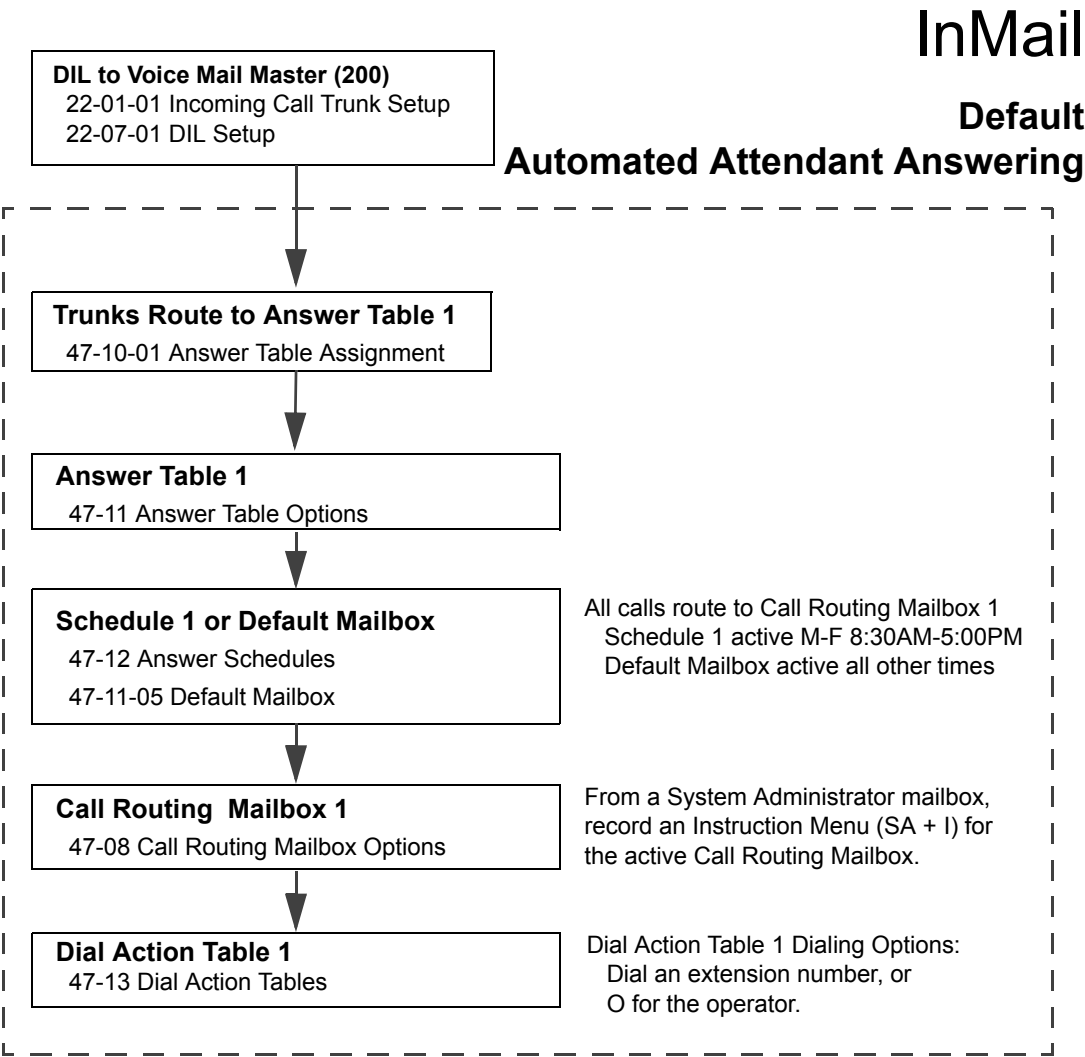 InMail
Default
Automated Attendant Answering
DIL to Voice Mail Master (200)
22-01-01 Incoming Call Trunk Setup
22-07-01 DIL Setup
Trunks Route to Answer Table 1
47-10-01 Answer Table Assignment
Answer Table 1
47-11 Answer Table Options
Schedule 1 or Default Mailbox
47-12 Answer Schedules
47-11-05 Default Mailbox
All calls route to Call Routing Mailbox 1
Schedule 1 active M-F 8:30AM-5:00PM
Default Mailbox active all other times
Call Routing Mailbox 1
47-08 Call Routing Mailbox Options
From a System Administrator mailbox,
record an Instruction Menu (SA + I) for
the active Call Routing Mailbox.
Dial Action Table 1
47-13 Dial Action Tables
Dial Action Table 1 Dialing Options:
Dial an extension number, or
O for the operator.